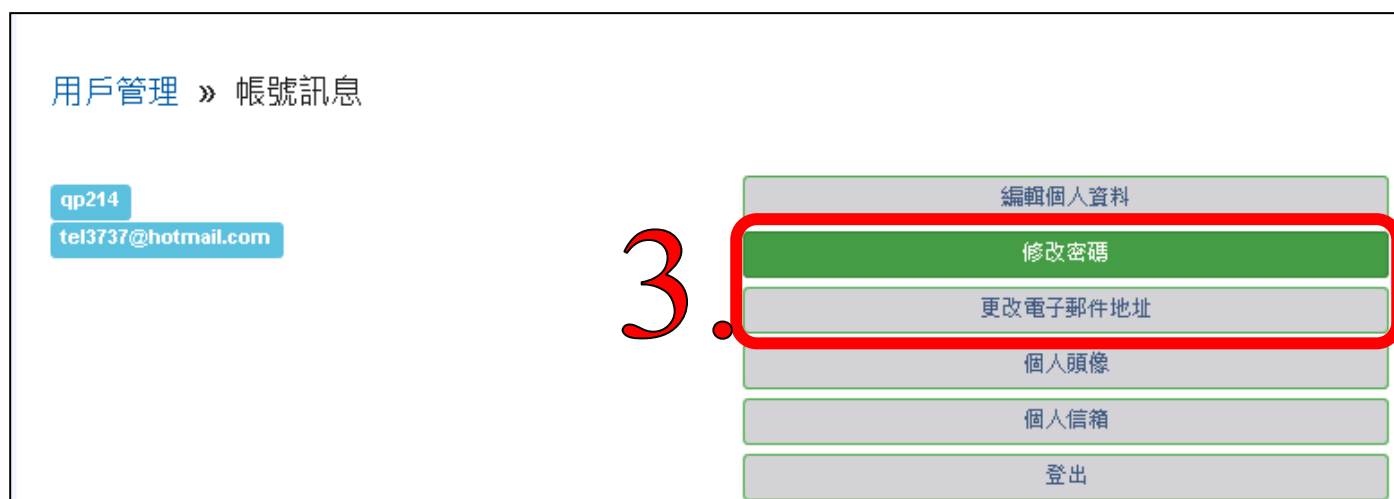 用戶管理 » 帳號訊息
qp214
tel3737@hotmail.com
3.
編輯個人資料
修改密碼
更改電子郵件地址
個人頭像
個人信箱
登出